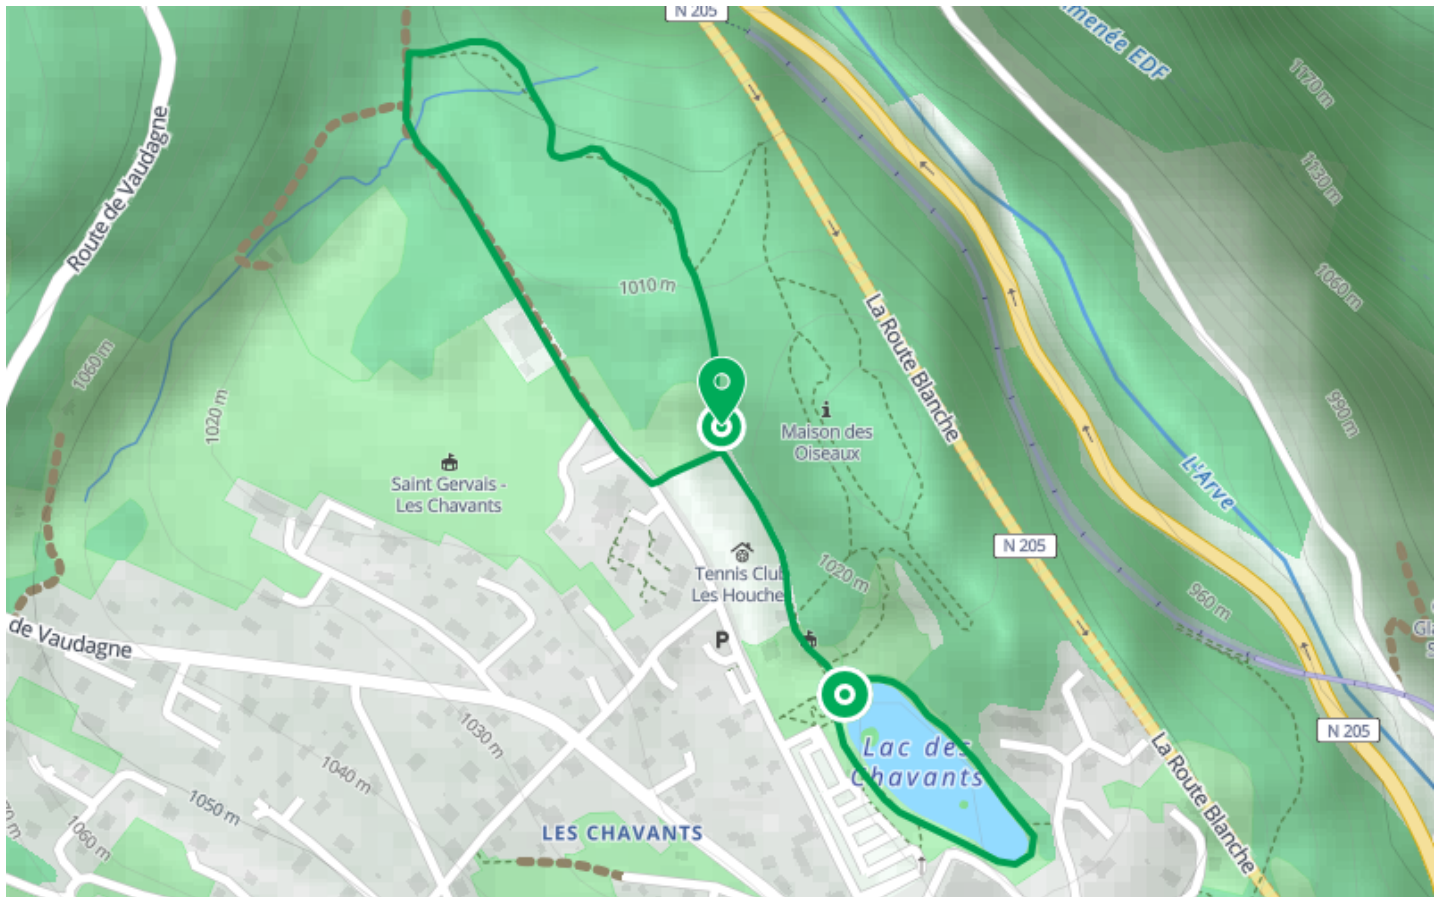 N 205
menée EDF
1170 m
Route de Vaudagne
1130 m
1010 m
1060 m
La Route Blanche
1060 m
1020 m
980 m
i
Maison des
Oiseaux
L'Arve
Saint Gervais -
Les Chavants
N 205
1020 m
Tennis Club
Les Houche
960 m
de Vaudagne
P
1030 m
N 205
Lac des
Chavants
La Route Blanche
1040 m
1050 m
LES CHAVANTS
1060 m